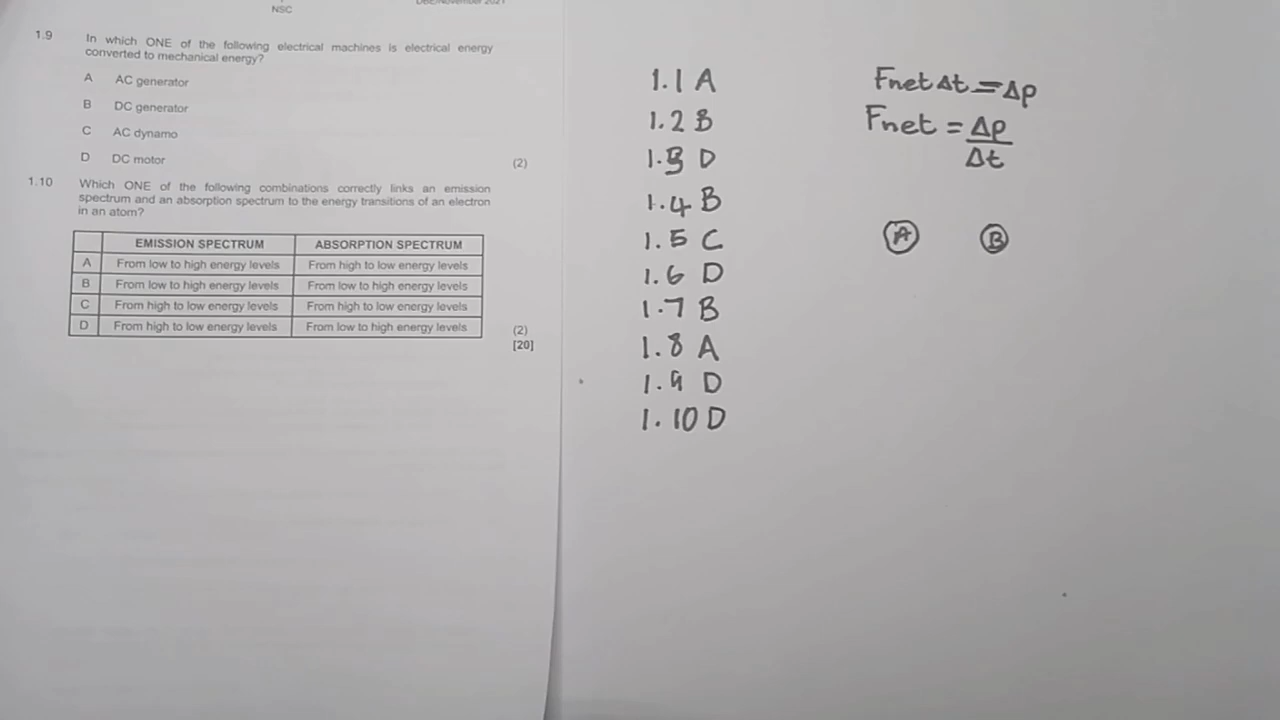 NSC
DBE/November 2021
1.9 In which ONE of the following electrical machines is electrical energy
converted to mechanical energy?
A AC generator
B DC generator
C AC dynamo
D DC motor (2)
1.10 Which ONE of the following combinations correctly links an emission
spectrum and an absorption spectrum to the energy transitions of an electron
in an atom?
EMISSION SPECTRUM ABSORPTION SPECTRUM
A From low to high energy levels From high to low energy levels
B From low to high energy levels From low to high energy levels
C From high to low energy levels From high to low energy levels
D From high to low energy levels From low to high energy levels
(2)
[20]
1.1 A
1.2 B
1.3 D
1.4 B
1.5 C
1.6 D
1.7 B
1.8 A
1.9 D
1.10 D
Fnet Δt = Δp
Fnet = Δp
Δt
A B